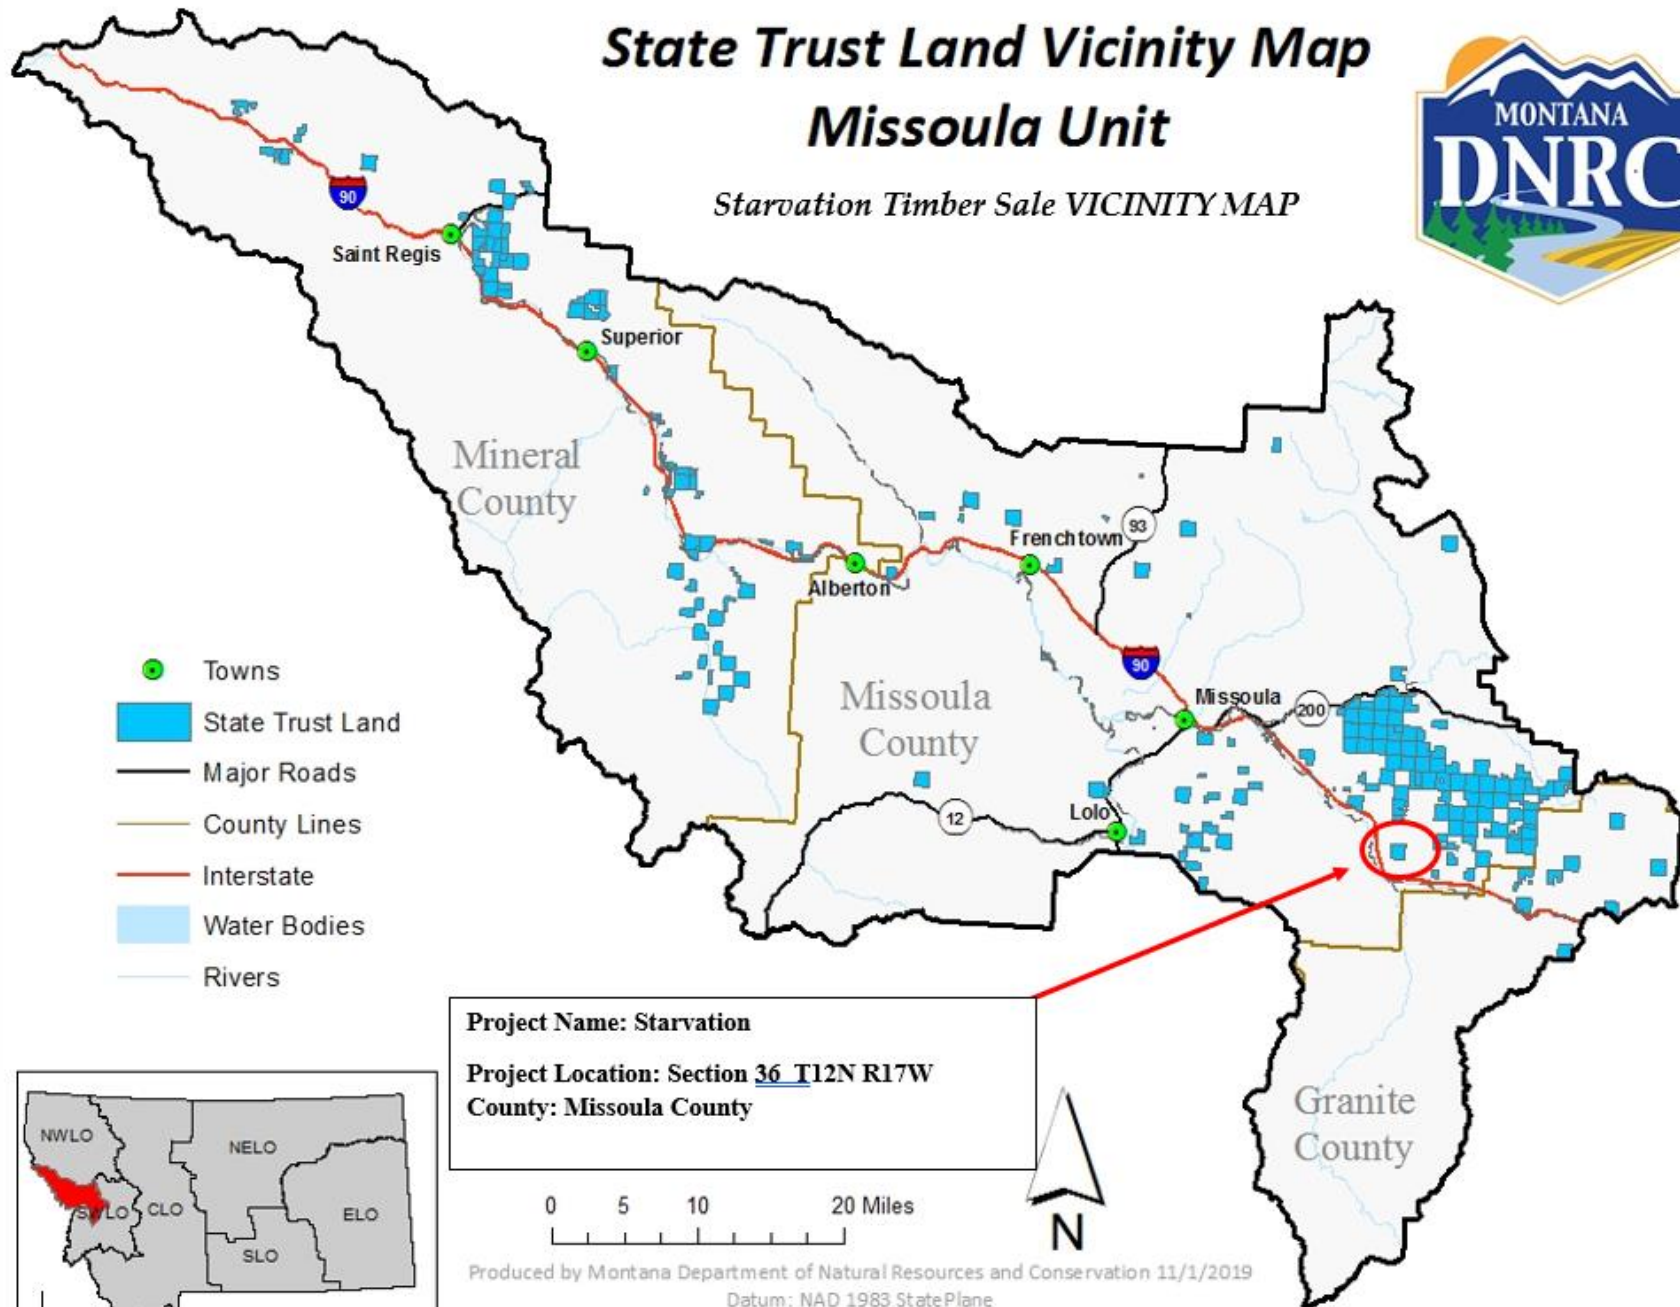 State Trust Land Vicinity Map
Missoula Unit
Starvation Timber Sale VICINITY MAP
MONTANA
DNRC
90
Saint Regis
Superior
Mineral
County
Frenchtown
93
Alberton
90
Missoula
200
Missoula
County
Lolo
12
Towns
State Trust Land
Major Roads
County Lines
Interstate
Water Bodies
Rivers
Project Name: Starvation
Project Location: Section 36 T12N R17W
County: Missoula County
Granite
County
NWLO
NELO
CLO
ELO
SLO
0 5 10 20 Miles
N
Produced by Montana Department of Natural Resources and Conservation 11/1/2019
Datum: NAD 1983 StatePlane